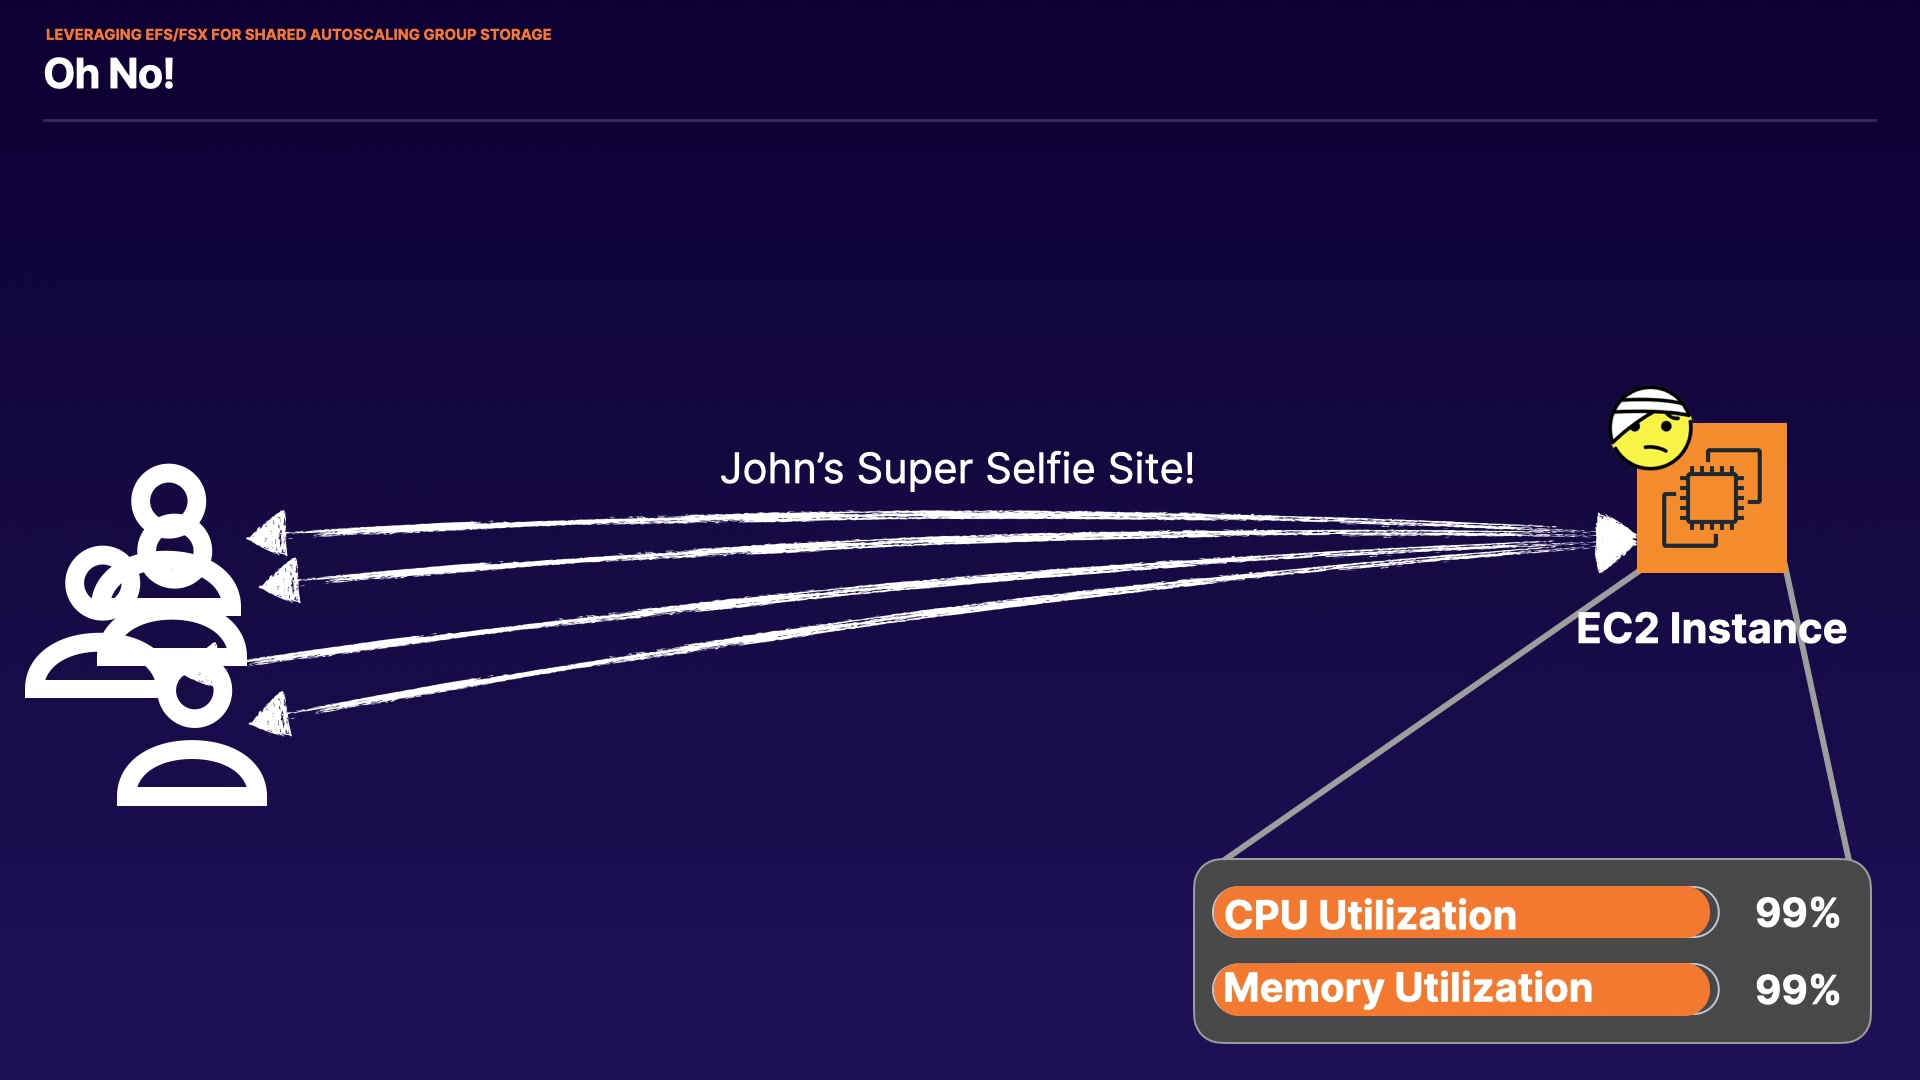 LEVERAGING EFS/FSX FOR SHARED AUTOSCALING GROUP STORAGE
Oh No!
John’s Super Selfie Site!
EC2 Instance
CPU Utilization 99%
Memory Utilization 99%